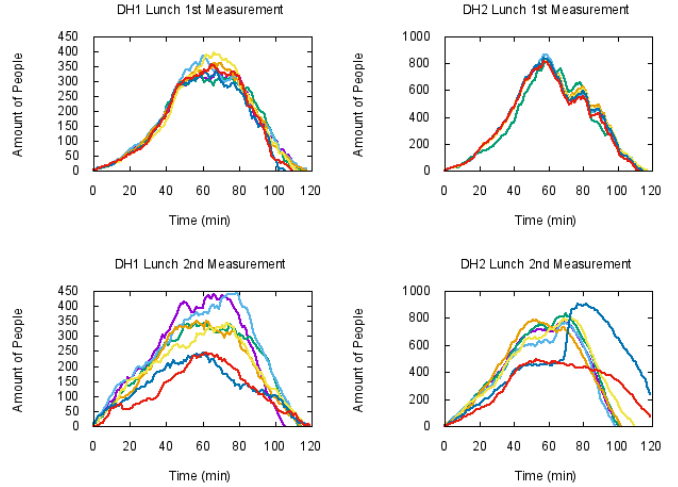 DH1 Lunch 1st Measurement
Amount of People
450
400
350
300
250
200
150
100
50
0
0 20 40 60 80 100 120
Time (min)
DH2 Lunch 1st Measurement
Amount of People
1000
800
600
400
200
0
0 20 40 60 80 100 120
Time (min)
DH1 Lunch 2nd Measurement
Amount of People
450
400
350
300
250
200
150
100
50
0
0 20 40 60 80 100 120
Time (min)
DH2 Lunch 2nd Measurement
Amount of People
1000
800
600
400
200
0
0 20 40 60 80 100 120
Time (min)